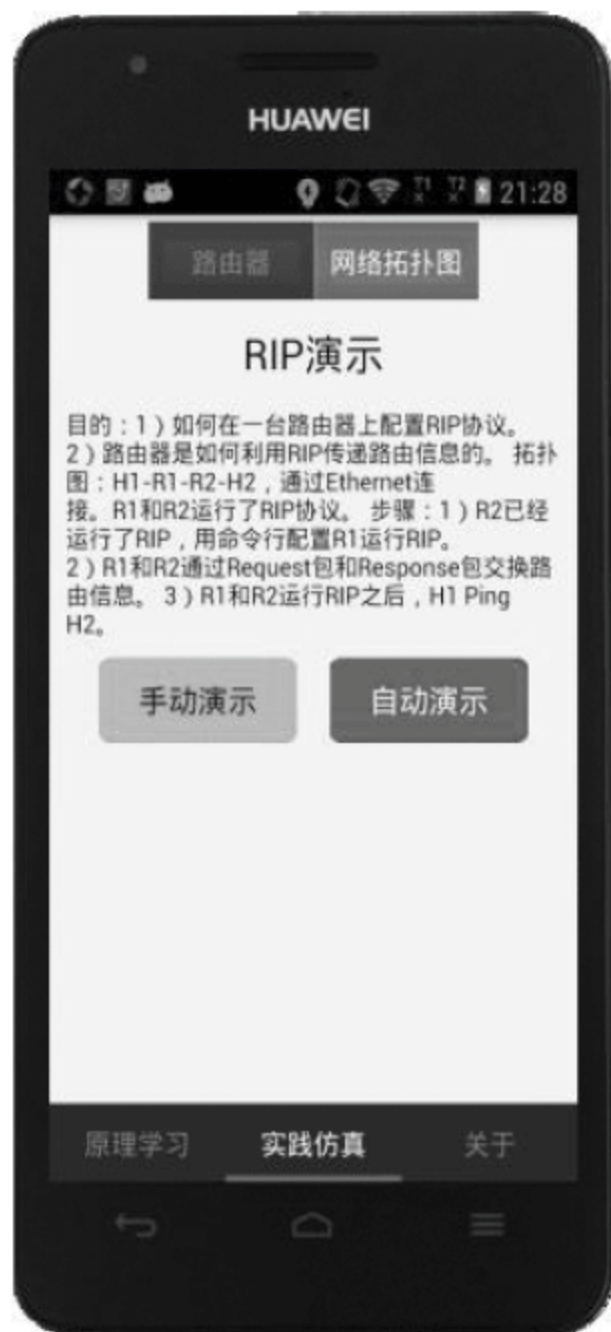 HUAWEI
21:28
路由器 网络拓扑图
RIP演示
目的：1）如何在一台路由器上配置RIP协议。
2）路由器是如何利用RIP传递路由信息的。 拓扑
图：H1-R1-R2-H2，通过Ethernet连
接。R1和R2运行了RIP协议。 步骤：1）R2已经
运行了RIP，用命令行配置R1运行RIP。
2）R1和R2通过Request包和Response包交换路
由信息。 3）R1和R2运行RIP之后，H1 Ping
H2。
手动演示 自动演示
原理学习 实践仿真 关于